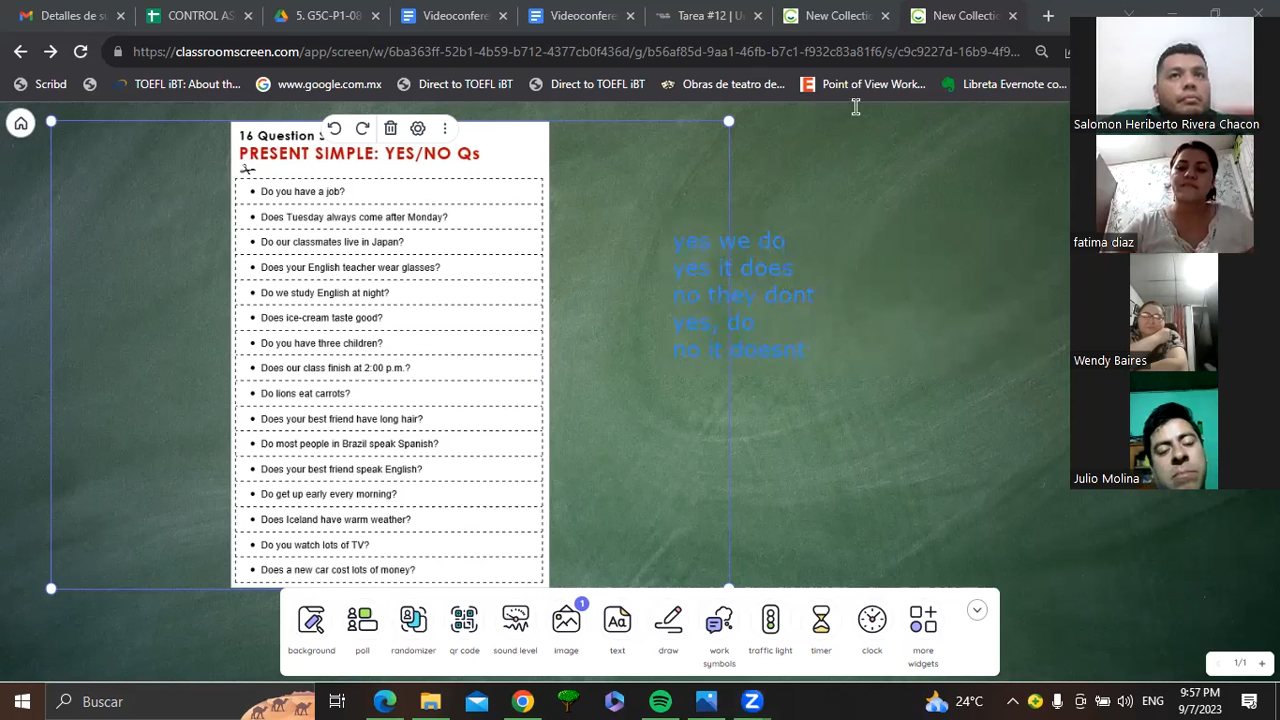 Detalles de su
CONTROL AS
5. G5C-P1-
Videoconfere
Videoconfere
Tarea #12 | U
New Collectio
New Collectio
https://classroomscreen.com/app/screen/w/6ba363ff-52b1-4b59-b712-4377cb0f436d/g/b56af85d-9aa1-46fb-b7c1-f932c83a81f6/s/c9c9227d-16b9-4f9...
Scribd
TOEFL iBT: About th...
www.google.com/
Direct to TOEFL iBT
Direct to TOEFL iBT
Obras de arte do de...
Point of View Work...
Libreta Evernote co...
Salomon Heriberto Rivera Chacon
fatima diaz
Wendy Baires
Julio Molina
16 Question S
PRESENT SIMPLE: YES/NO Qs
• Do you have a job?
• Does Tuesday always come after Monday?
• Do our classmates live in Japan?
• Does your English teacher wear glasses?
• Do we study English at night?
• Does ice-cream taste good?
• Do you have three children?
• Does our class finish at 2:00 p.m.?
• Do lions eat carrots?
• Does your best friend have long hair?
• Do most people in Brazil speak Spanish?
• Does your best friend speak English?
• Do get up early every morning?
• Does Iceland have warm weather?
• Do you watch lots of TV?
• Does a new car cost lots of money?
yes we do
yes it does
no they dont
yes, do
no it doesnt
background
poll
randomizer
qr code
sound level
image
1
text
draw
work symbols
traffic light
timer
clock
more widgets
1/1
Buscar
24°C
ENG
9:57 PM
9/7/2023